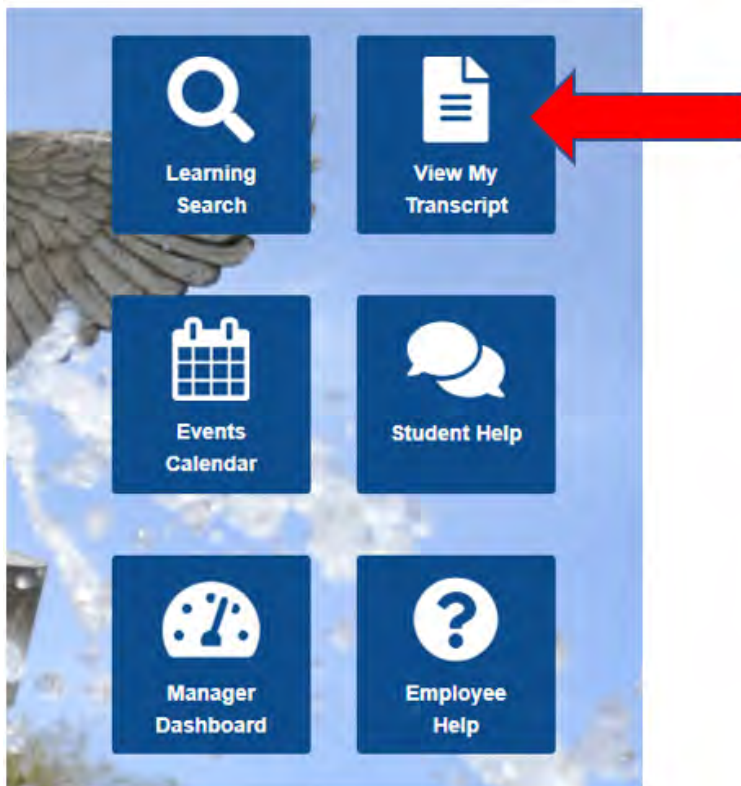 Learning
Search
View My
Transcript
Events
Calendar
Student Help
Manager
Dashboard
Employee
Help